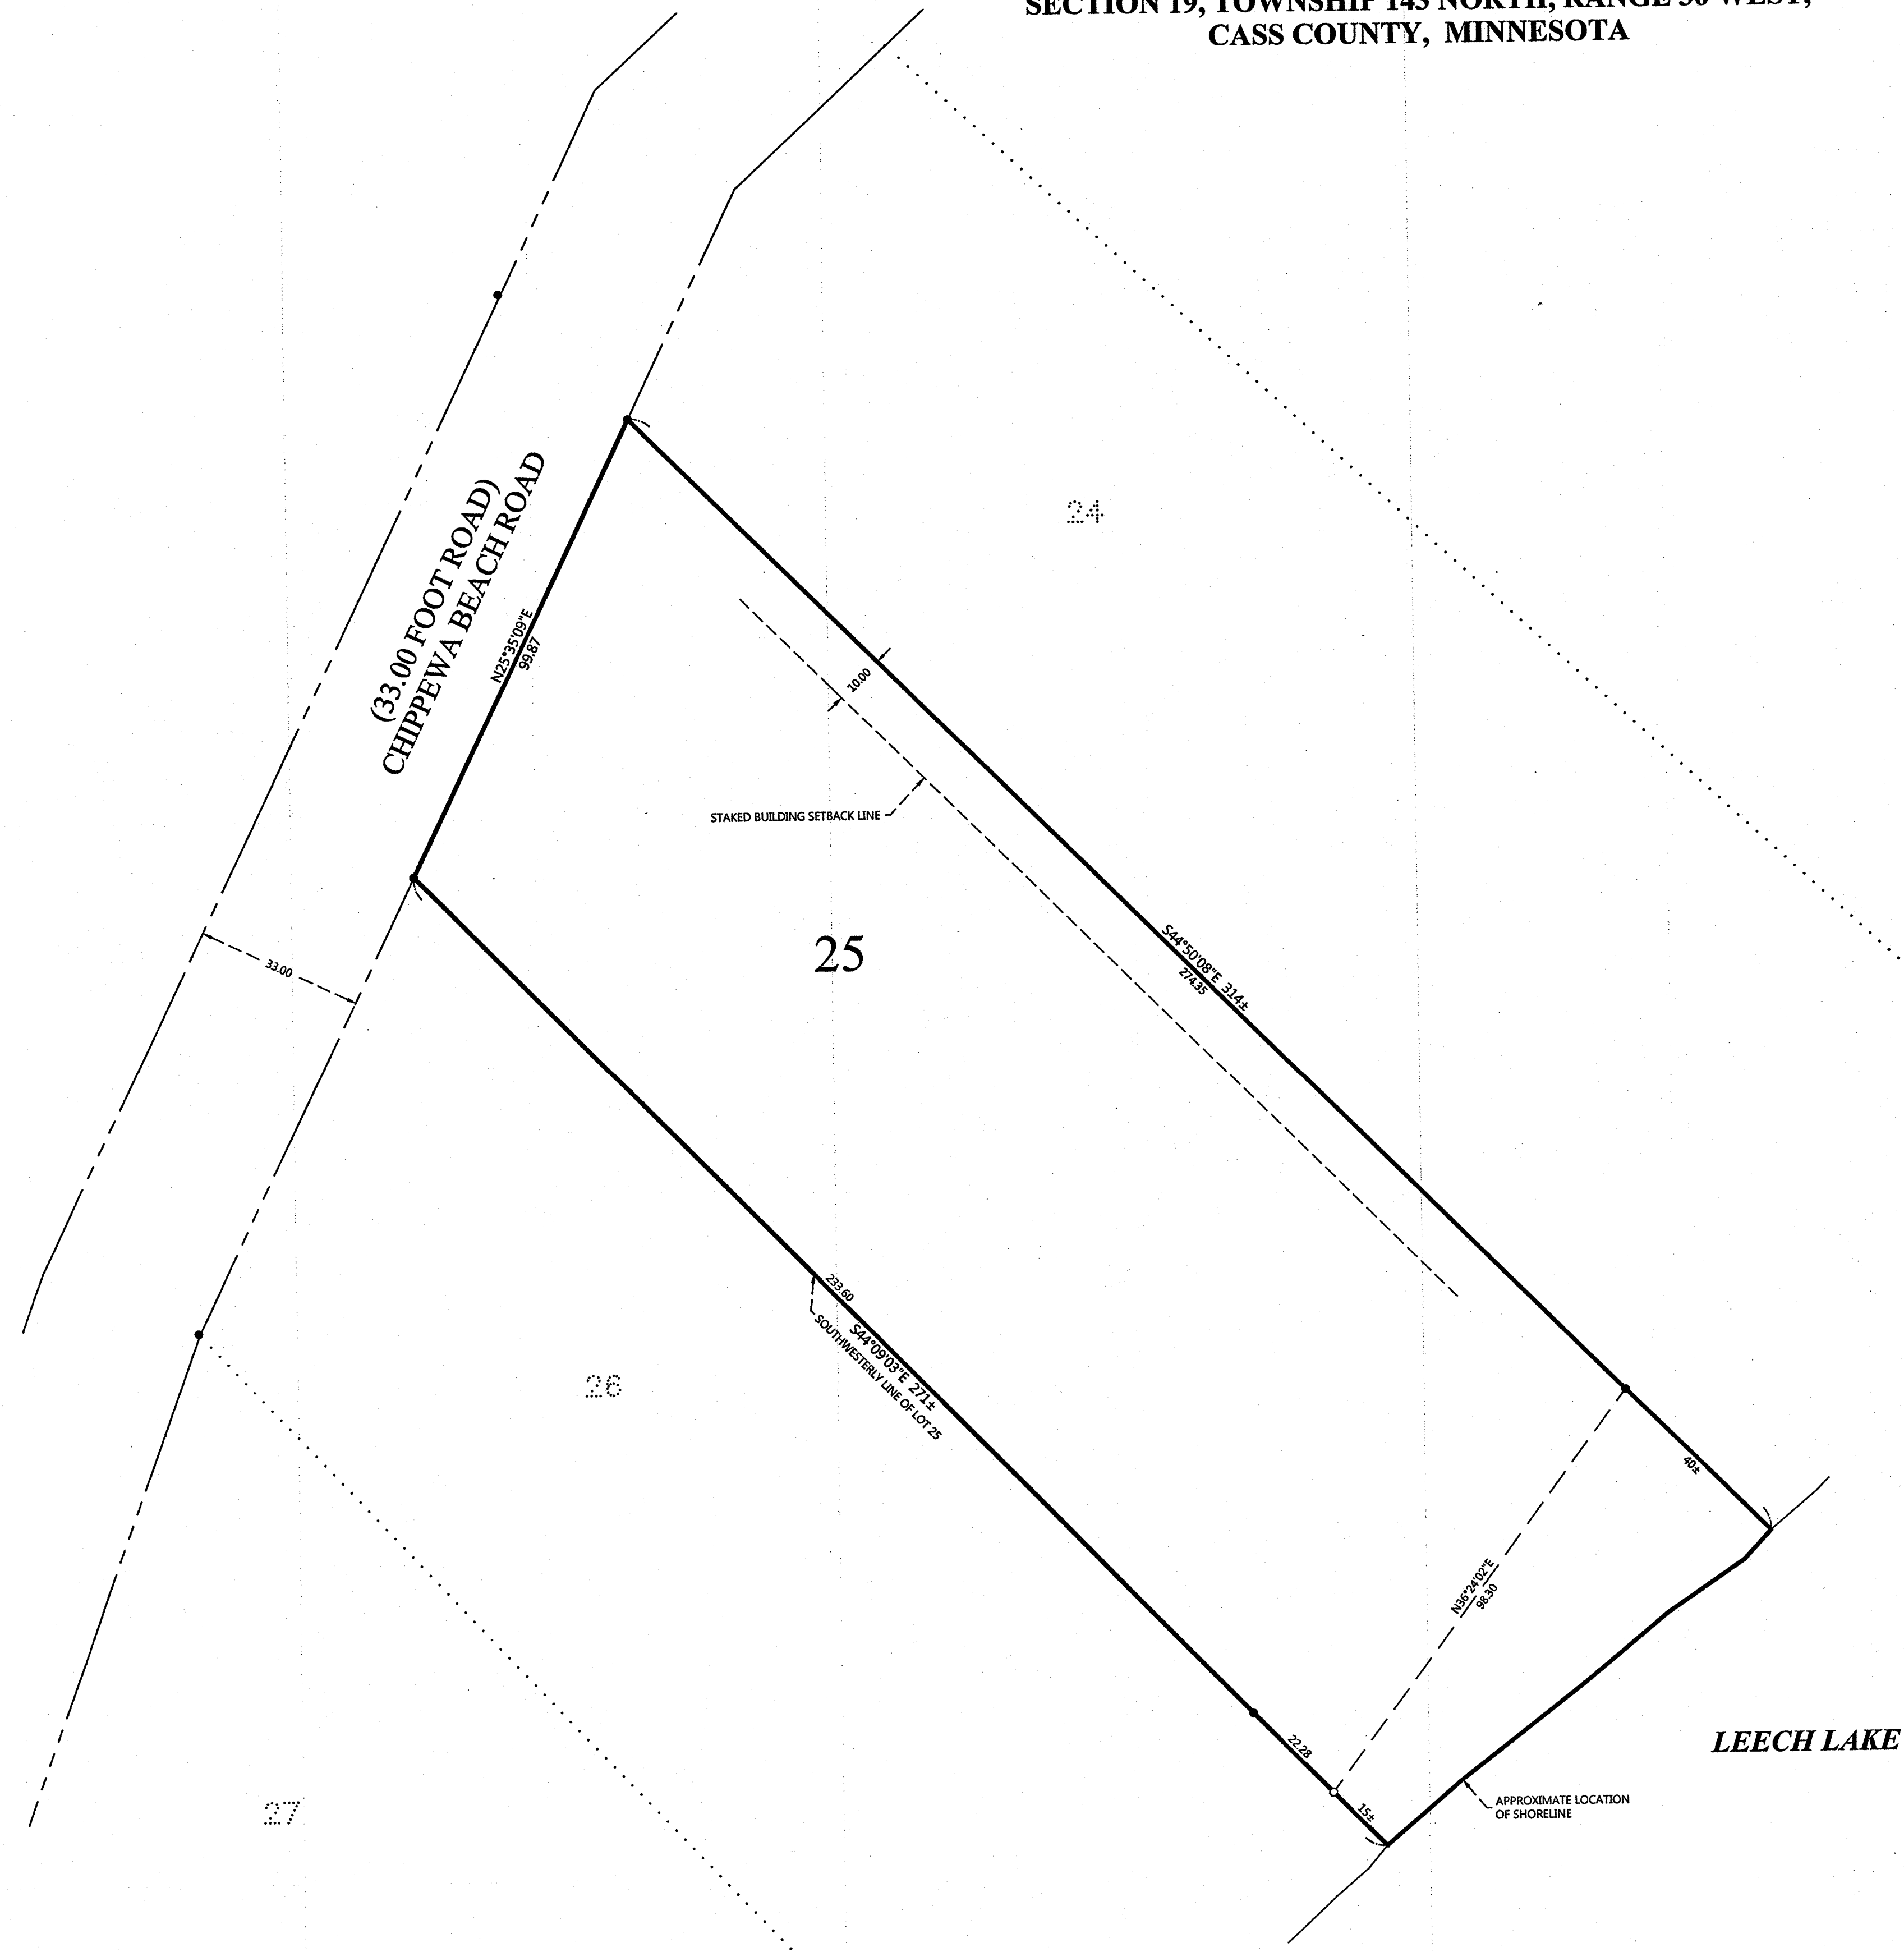 SECTION 19, TOWNSHIP 143 NORTH, RANGE 30 WEST,
CASS COUNTY, MINNESOTA
(33.00 FOOT ROAD)
CHIPPEWA BEACH ROAD
N25°35'09"E
99.87
24
10.00
STAKED BUILDING SETBACK LINE
33.00
25
S44°50'08"E 314±
274.35
233.60
S44°09'03"E 271±
SOUTHWESTERLY LINE OF LOT 25
26
40±
N36°24'02"E
98.30
22.28
15±
LEECH LAKE
APPROXIMATE LOCATION
OF SHORELINE
27